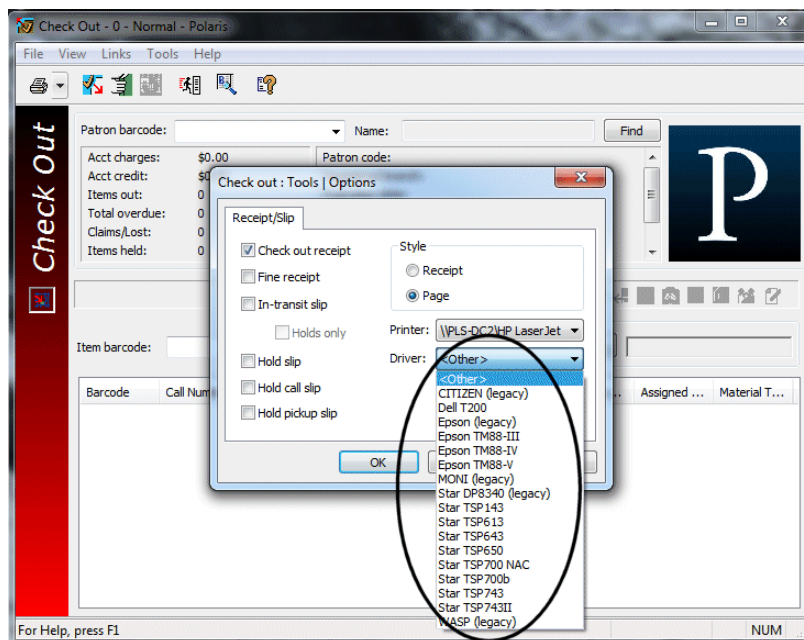 Check Out - 0 - Normal - Polaris
File View Links Tools Help
Check Out
Patron barcode:
Name:
Find
Acct charges: $0.00
Patron code:
Acct credit: $0
Items out: 0
Total overdue: 0
Claims/Lost: 0
Items held: 0
P
Check out : Tools | Options
Receipt/Slip
Check out receipt
Fine receipt
In-transit slip
Holds only
Hold slip
Hold call slip
Hold pickup slip
Style
Receipt
Page
Printer: \\PLS-DC2\HP LaserJet
Driver: <Other>
<Other>
CITIZEN (legacy)
Dell T200
Epson (legacy)
Epson TM88-III
Epson TM88-IV
Epson TM88-V
MONI (legacy)
Star DP8340 (legacy)
Star TSP143
Star TSP613
Star TSP643
Star TSP650
Star TSP700 NAC
Star TSP700b
Star TSP743
Star TSP743II
WASP (legacy)
OK
Item barcode:
Barcode Call Num Assigned ... Material T...
For Help, press F1
NUM